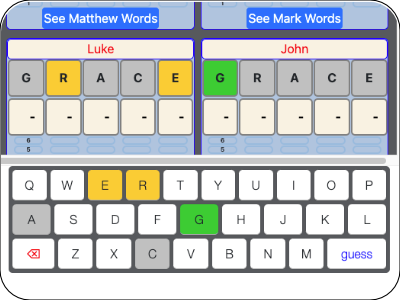 See Matthew Words See Mark Words
Luke John
G R A C E G R A C E
- - - - - - - - - -
6 6
5 5
Q W E R T Y U I O P
A S D F G H J K L
⌫ Z X C V B N M guess